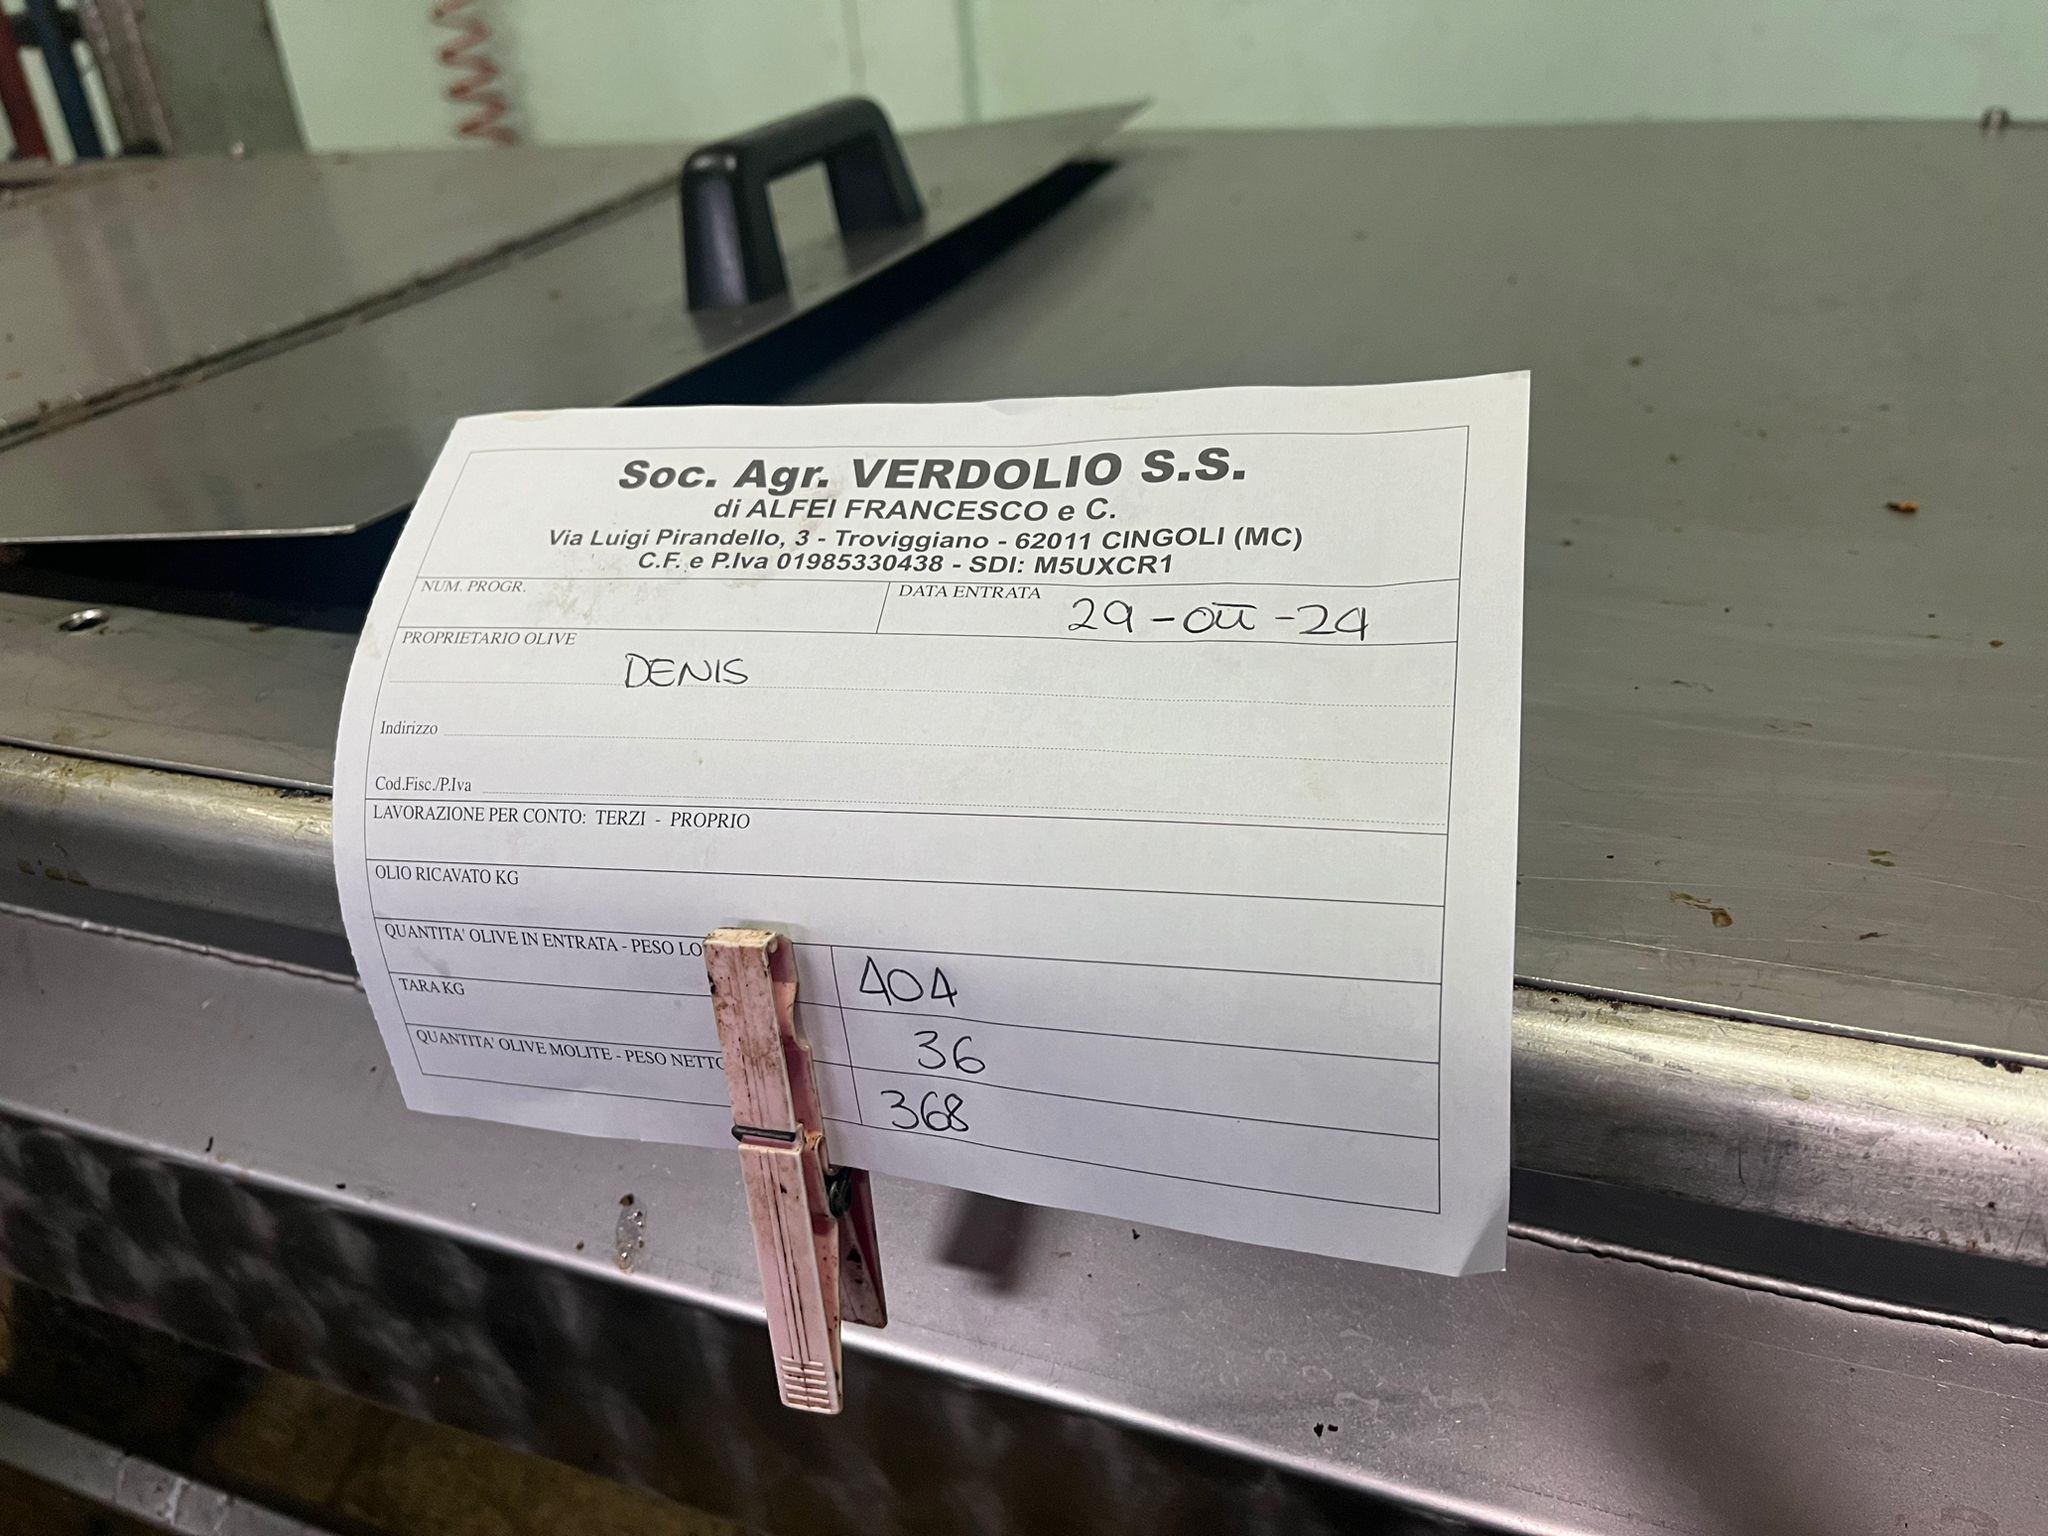 Soc. Agr. VERDOLIO S.S.
di ALFEI FRANCESCO e C.
Via Luigi Pirandello, 3 - Troviggiano - 62011 CINGOLI (MC)
C.F. e P.Iva 01985330438 - SDI: M5UXCR1
NUM. PROGR.
DATA ENTRATA 29-OTT-24
PROPRIETARIO OLIVE
DENIS
Indirizzo
Cod.Fisc./P.Iva
LAVORAZIONE PER CONTO: TERZI - PROPRIO
OLIO RICAVATO KG
QUANTITA' OLIVE IN ENTRATA - PESO LO 404
TARA KG 36
QUANTITA' OLIVE MOLITE - PESO NETTO 368